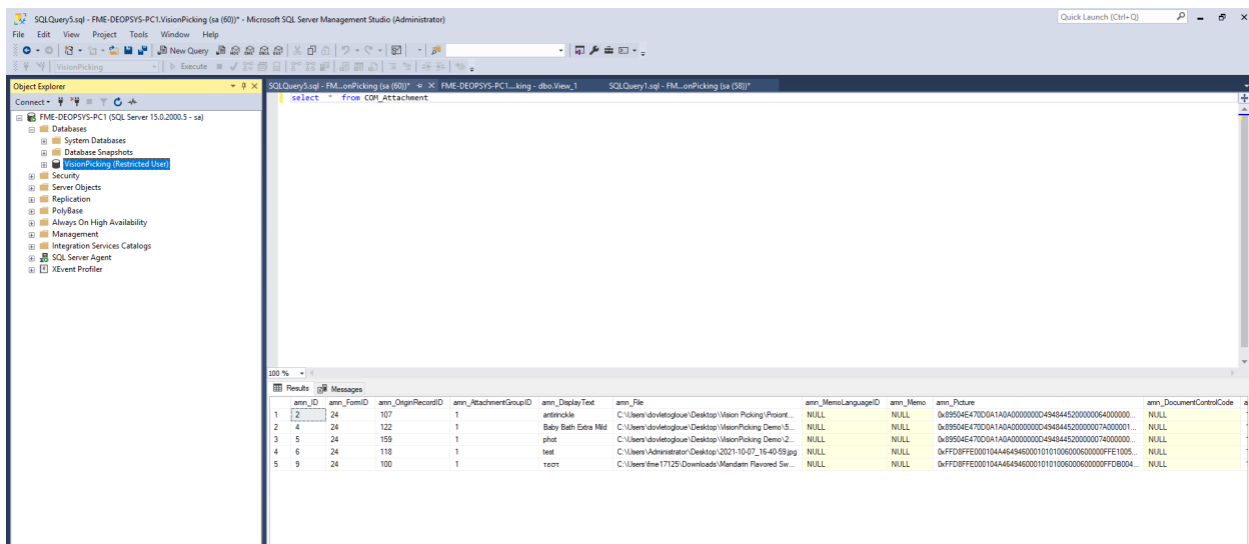 SQLQuery5.sql - FME-DEOPSYS-PC1.VisionPicking (sa (60))* - Microsoft SQL Server Management Studio (Administrator)
Quick Launch (Ctrl+Q)
File Edit View Project Tools Window Help
New Query
VisionPicking
Execute
Object Explorer
SQLQuery5.sql - FM...onPicking (sa (60))*
FME-DEOPSYS-PC1....king - dbo.View_1
SQLQuery1.sql - FM...onPicking (sa (58))*
Connect
select * from COM_Attachment
FME-DEOPSYS-PC1 (SQL Server 15.0.2000.5 - sa)
Databases
System Databases
Database Snapshots
VisionPicking (Restricted User)
Security
Server Objects
Replication
PolyBase
Always On High Availability
Management
Integration Services Catalogs
SQL Server Agent
XEvent Profiler
100 %
Results Messages
amn_ID amn_FormID amn_OriginRecordID amn_AttachmentGroupID amn_DisplayText amn_File amn_MemoLanguageID amn_Memo amn_Picture amn_DocumentControlCode
1 2 24 107 1 antirinckle C:\Users\dovletogloue\Desktop\Vision Picking\Proiont... NULL NULL 0x89504E470D0A1A0A0000000D4948445200000064000000... NULL
2 4 24 122 1 Baby Bath Extra Mild C:\Users\dovletogloue\Desktop\VisionPicking Demo\5... NULL NULL 0x89504E470D0A1A0A0000000D494844520000007A000001... NULL
3 5 24 159 1 phot C:\Users\dovletogloue\Desktop\VisionPicking Demo\2... NULL NULL 0x89504E470D0A1A0A0000000D4948445200000074000000... NULL
4 6 24 118 1 test C:\Users\Administrator\Desktop\2021-10-07_16-40-59.jpg NULL NULL 0xFFD8FFE000104A46494600010101006000600000FFE1005... NULL
5 9 24 100 1 τεστ C:\Users\fme17125\Downloads\Mandarin Flavored Sw... NULL NULL 0xFFD8FFE000104A46494600010101006000600000FFDB004... NULL